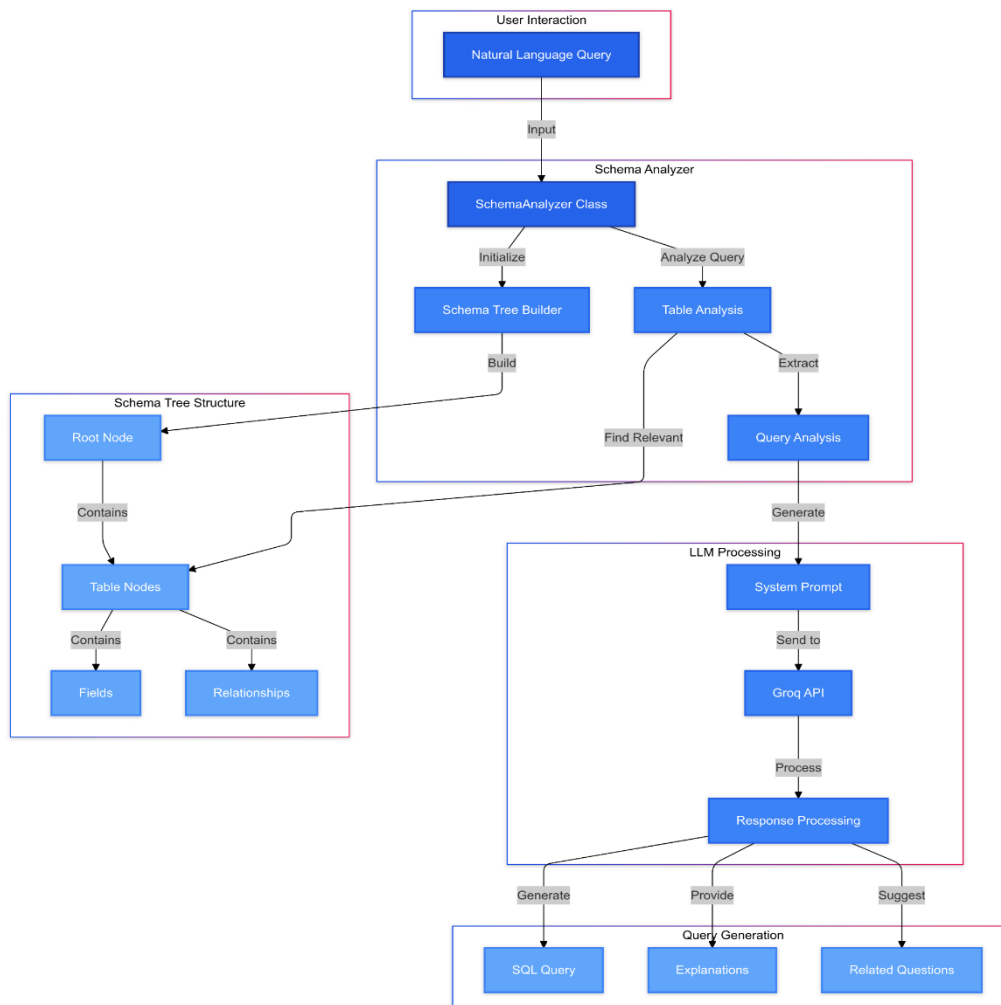 User Interaction
Natural Language Query
Input
Schema Analyzer
SchemaAnalyzer Class
Initialize
Analyze Query
Schema Tree Builder
Table Analysis
Build
Extract
Schema Tree Structure
Root Node
Find Relevant
Query Analysis
Contains
Generate
LLM Processing
Table Nodes
System Prompt
Contains
Contains
Send to
Fields
Relationships
Groq API
Process
Response Processing
Generate
Provide
Suggest
Query Generation
SQL Query
Explanations
Related Questions